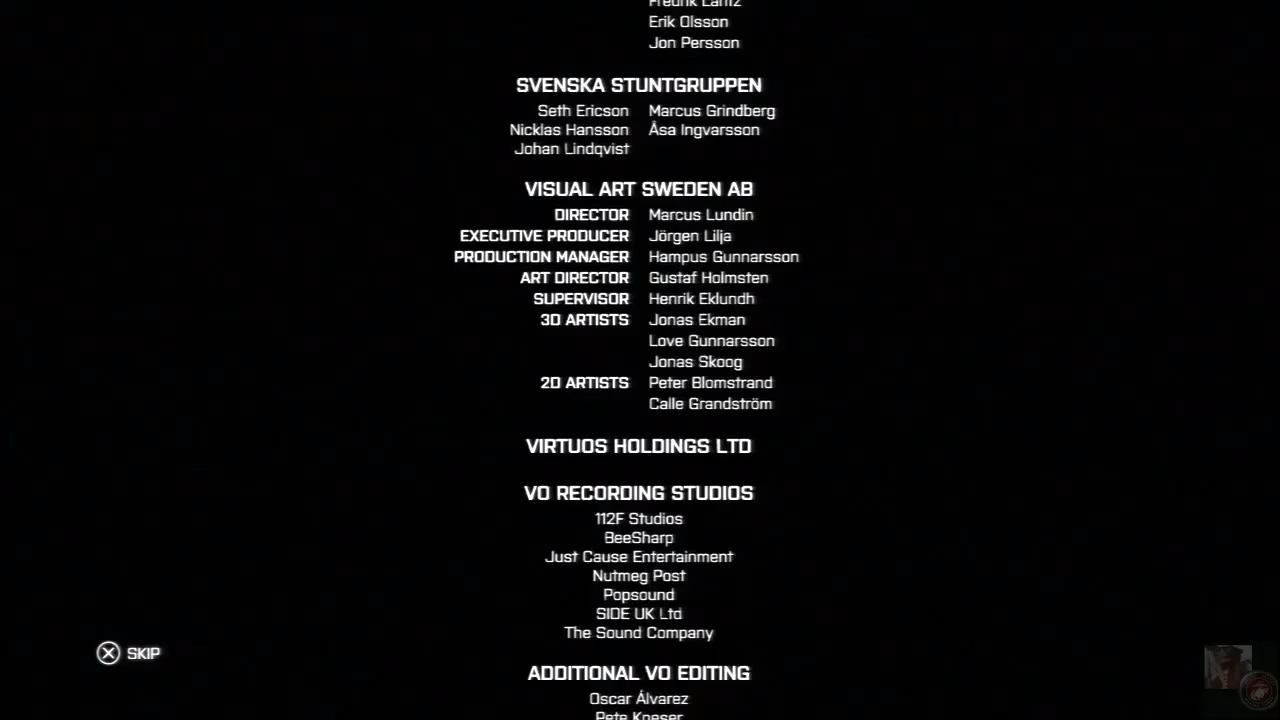 Fredrik Lantz
Erik Olsson
Jon Persson
SVENSKA STUNTGRUPPEN
Seth Ericson Marcus Grindberg
Nicklas Hansson Åsa Ingvarsson
Johan Lindqvist
VISUAL ART SWEDEN AB
DIRECTOR Marcus Lundin
EXECUTIVE PRODUCER Jörgen Lilja
PRODUCTION MANAGER Hampus Gunnarsson
ART DIRECTOR Gustaf Holmsten
SUPERVISOR Henrik Eklundh
3D ARTISTS Jonas Ekman
Love Gunnarsson
Jonas Skoog
2D ARTISTS Peter Blomstrand
Calle Grandström
VIRTUOS HOLDINGS LTD
VO RECORDING STUDIOS
112F Studios
BeeSharp
Just Cause Entertainment
Nutmeg Post
Popsound
SIDE UK Ltd
The Sound Company
SKIP
ADDITIONAL VO EDITING
Oscar Álvarez
Pete